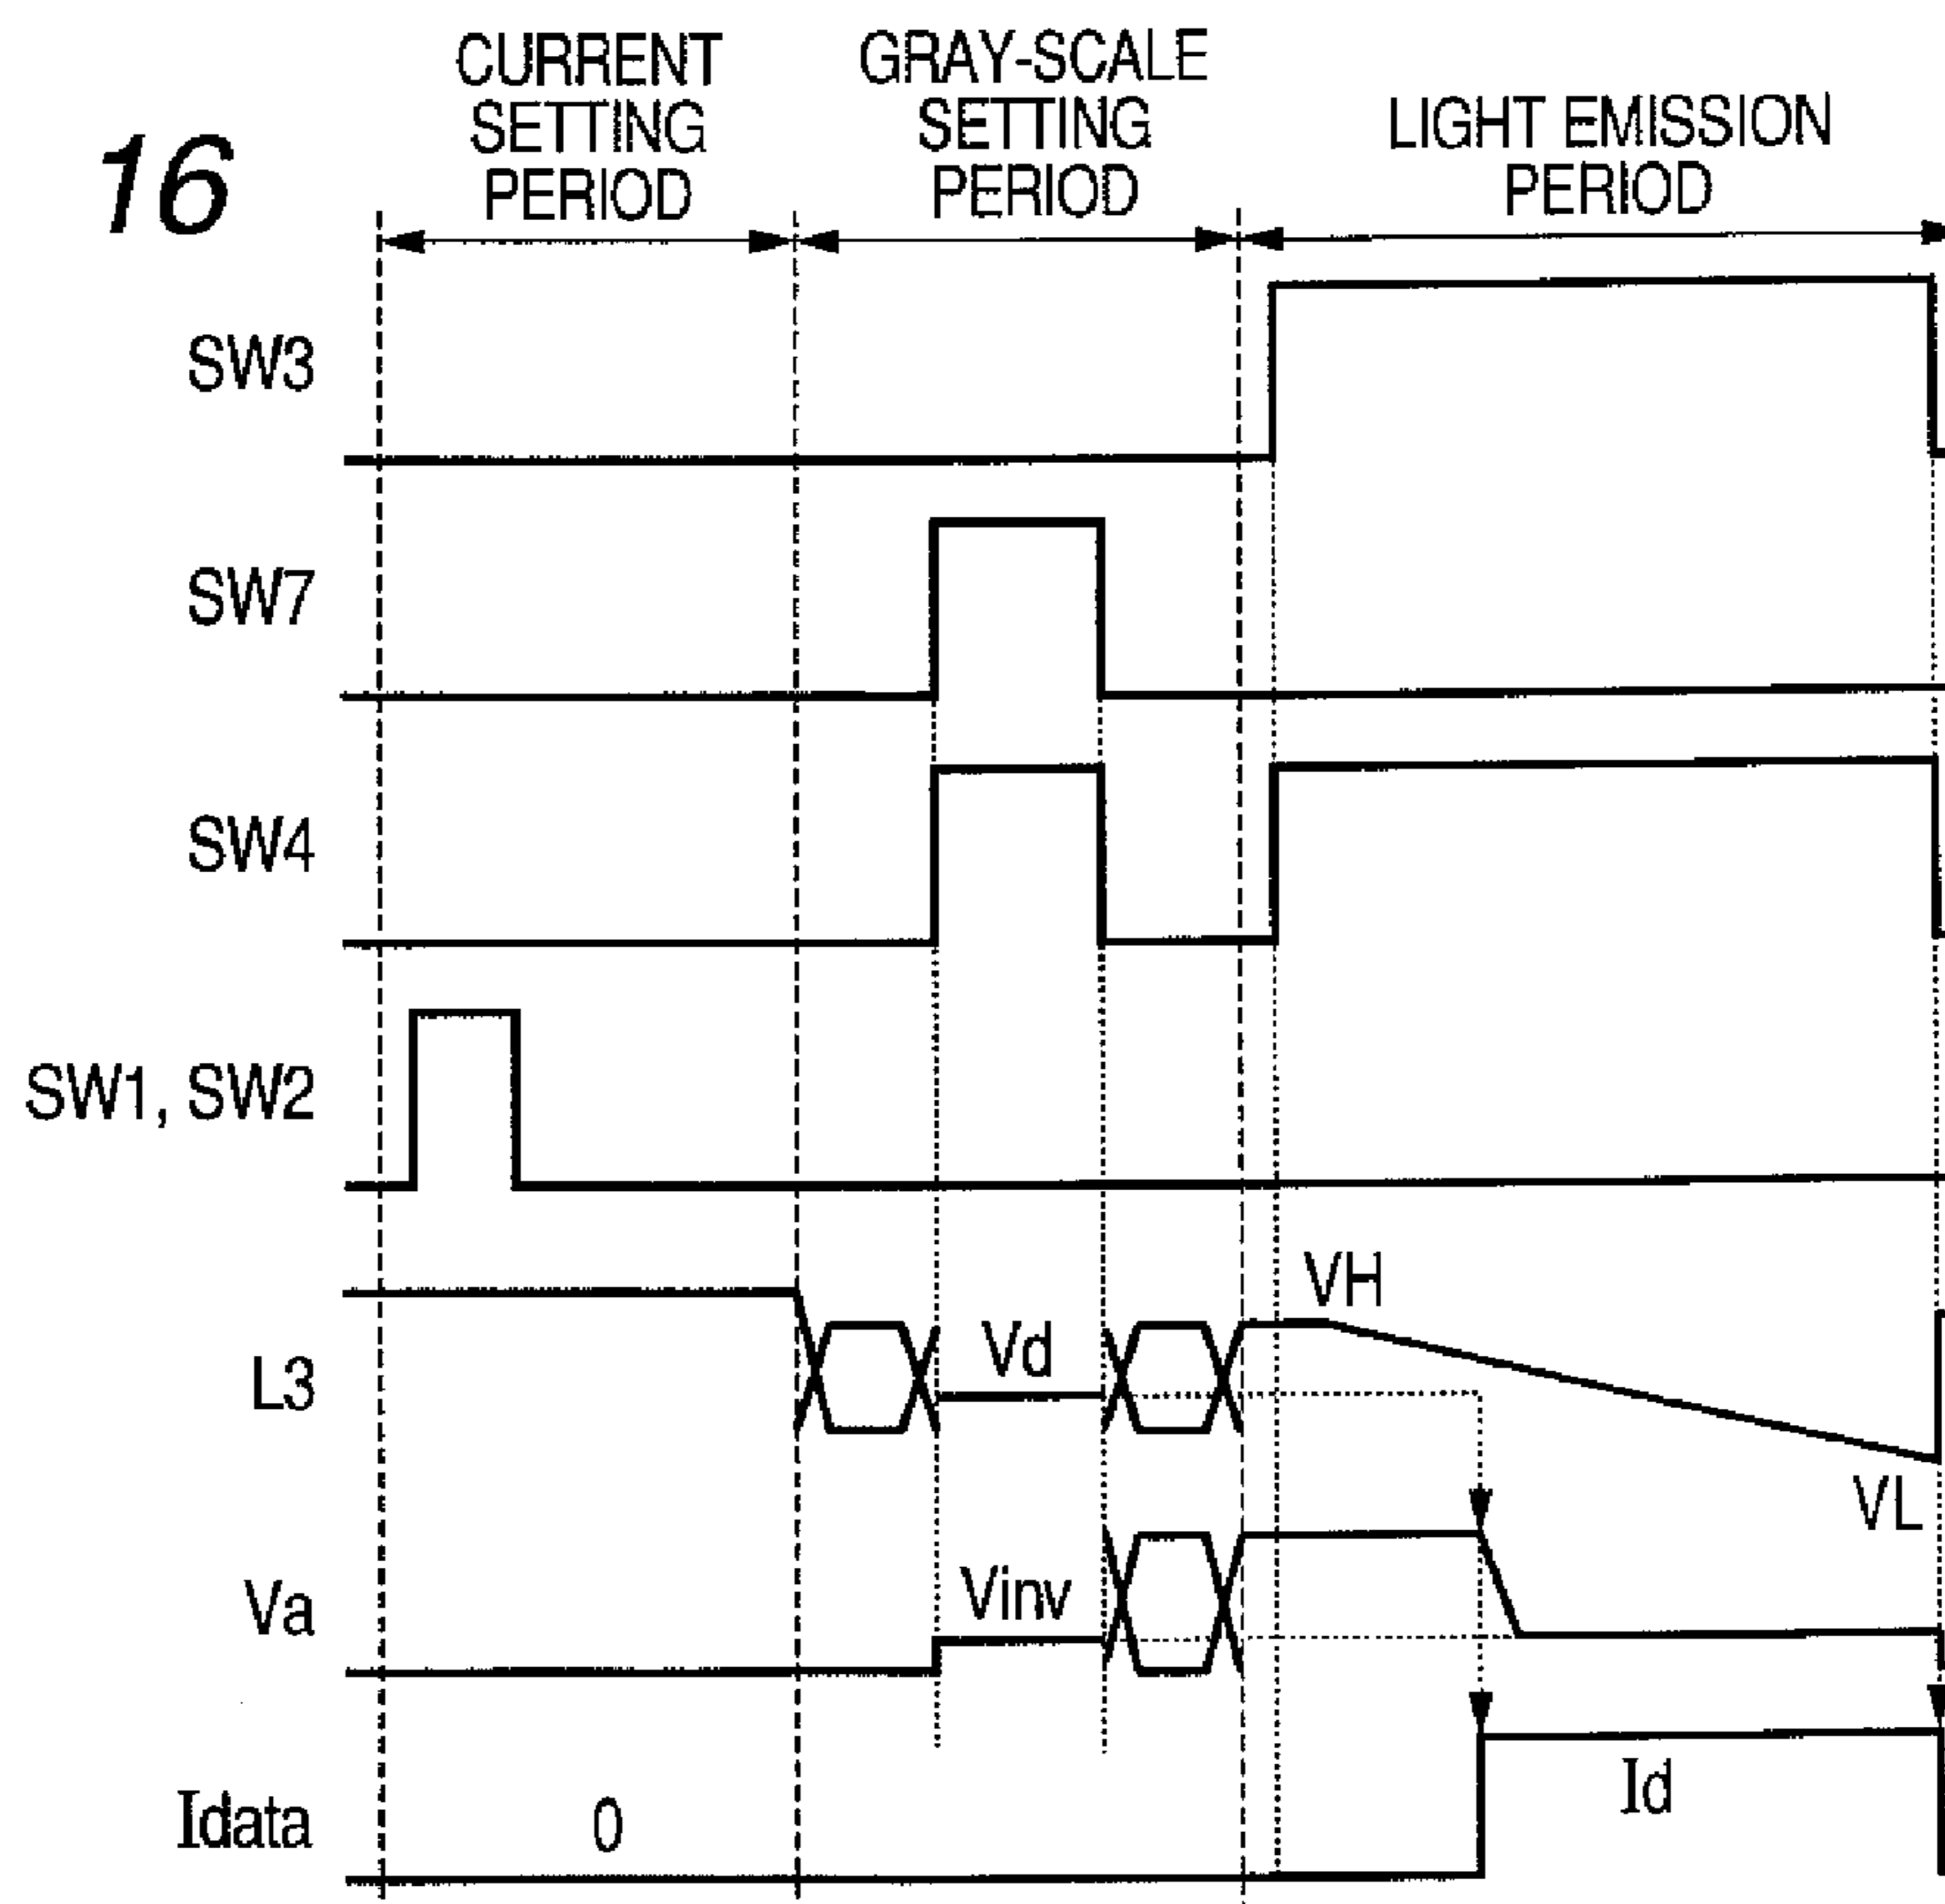 16
CURRENT
SETTING
PERIOD
GRAY-SCALE
SETTING
PERIOD
LIGHT EMISSION
PERIOD
SW3
SW7
SW4
SW1, SW2
L3
Vd
VH
VL
Va
Vinv
Idata
0
Id